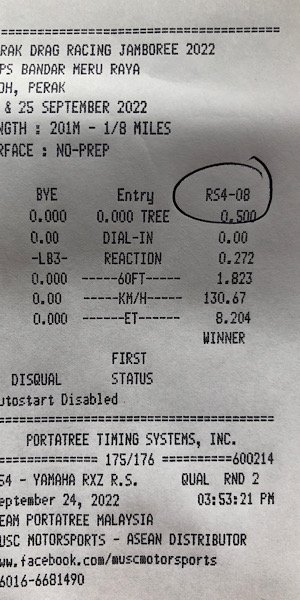 ================================
RAK DRAG RACING JAMBOREE 2022
PS BANDAR MERU RAYA
OH, PERAK
& 25 SEPTEMBER 2022
NGTH : 201M - 1/8 MILES
RFACE : NO-PREP
BYE Entry RS4-08
0.000 0.000 TREE 0.500
0.00 DIAL-IN 0.00
-LB3- REACTION 0.272
0.000 ------60FT----- 1.823
0.00 ------KM/H----- 130.67
0.000 ------ET------ 8.204
WINNER
FIRST
DISQUAL STATUS
utostart Disabled
================================
PORTATREE TIMING SYSTEMS, INC.
============ 175/176 ==========600214
S4 - YAMAHA RXZ R.S. QUAL RND 2
eptember 24, 2022 03:53:21 PM
EAM PORTATREE MALAYSIA
USC MOTORSPORTS - ASEAN DISTRIBUTOR
ww.facebook.com/muscmotorsports
6016-6681490